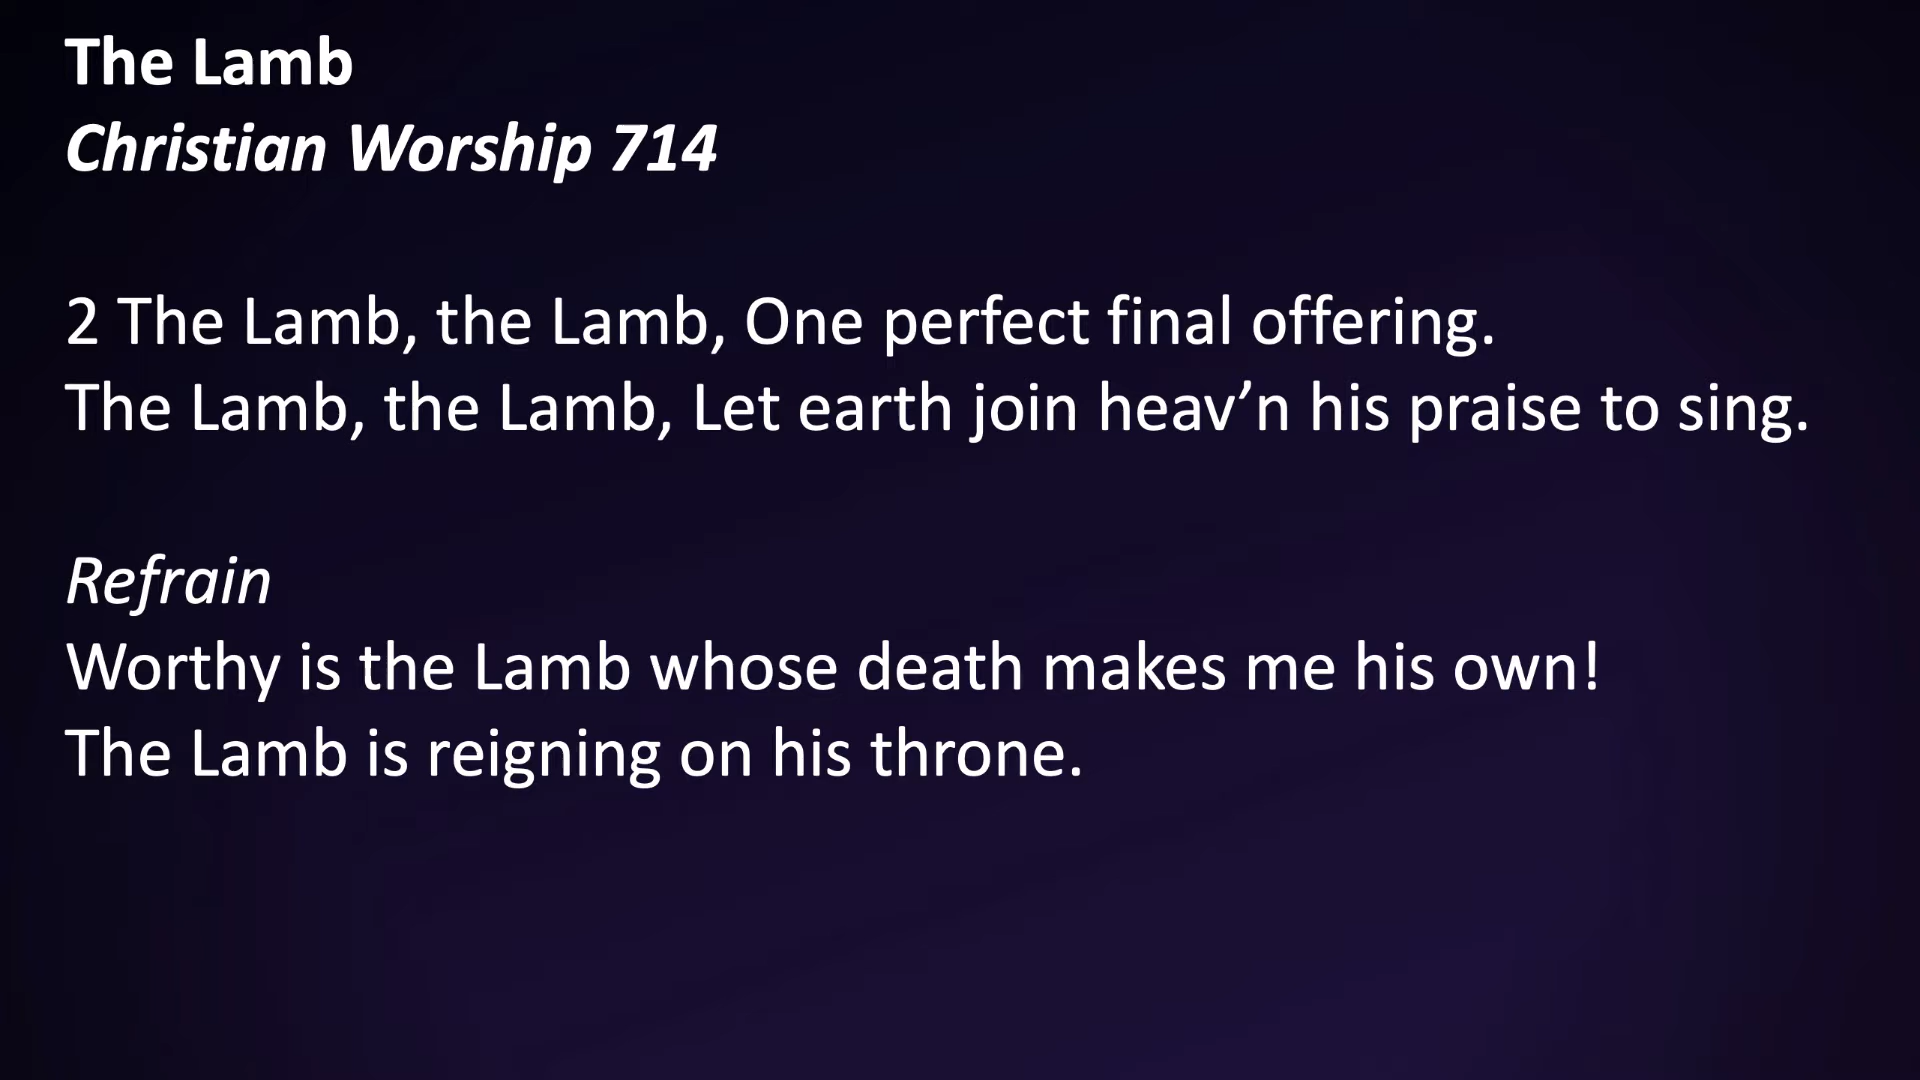 The Lamb
Christian Worship 714
2 The Lamb, the Lamb, One perfect final offering.
The Lamb, the Lamb, Let earth join heav’n his praise to sing.
Refrain
Worthy is the Lamb whose death makes me his own!
The Lamb is reigning on his throne.